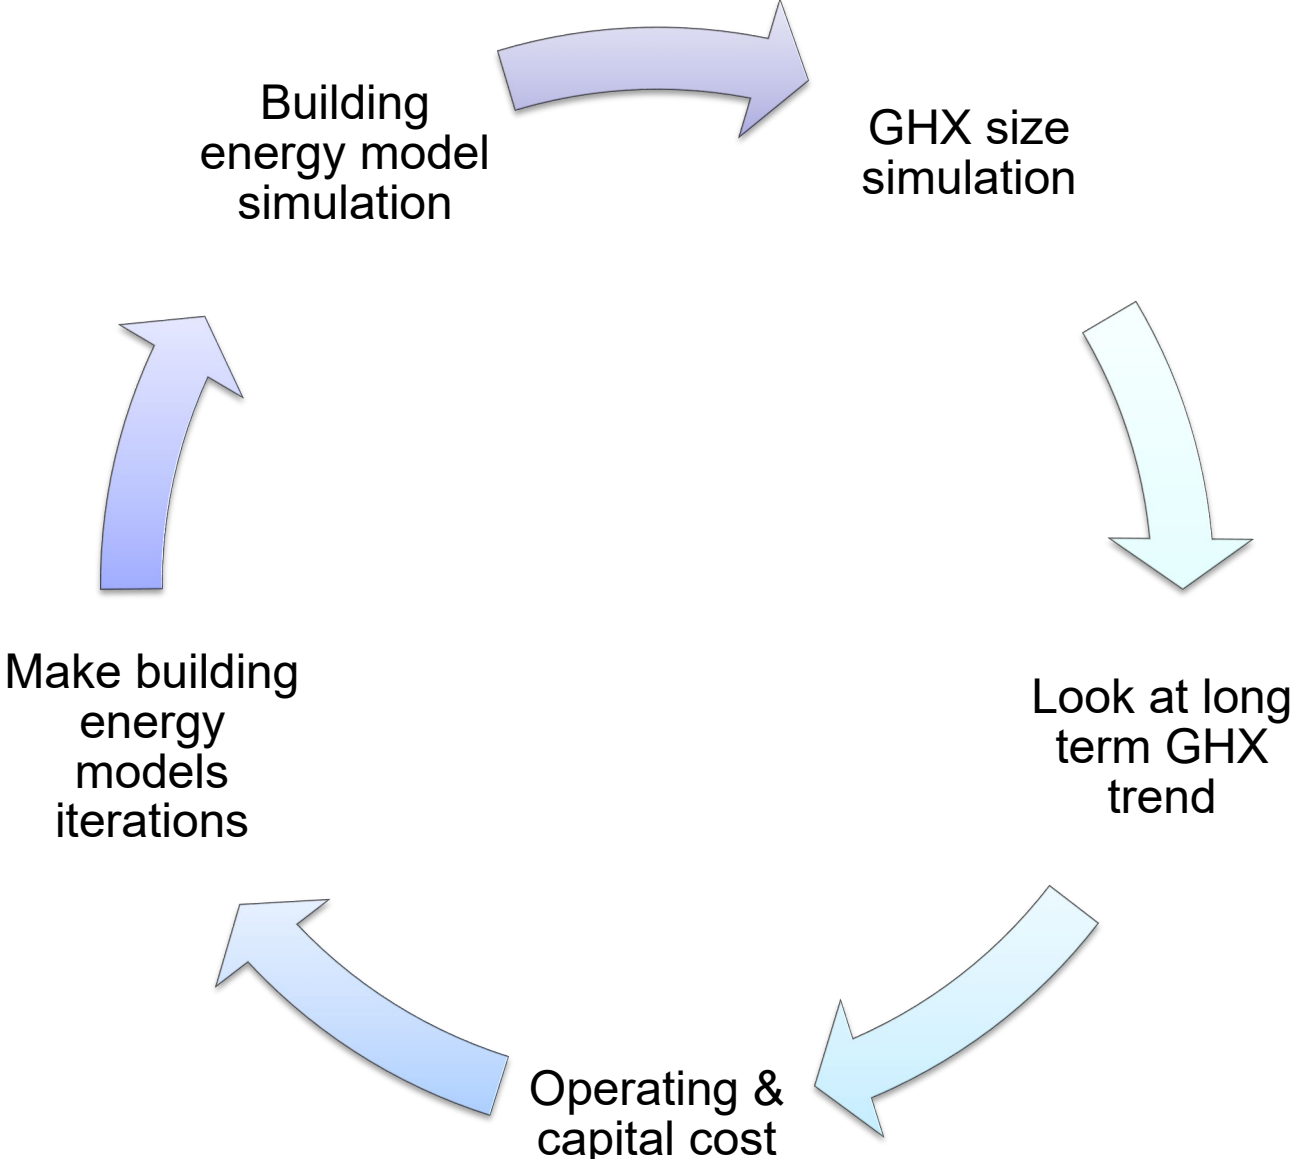 Building
energy model
simulation
GHX size
simulation
Look at long
term GHX
trend
Operating &
capital cost
Make building
energy
models
iterations